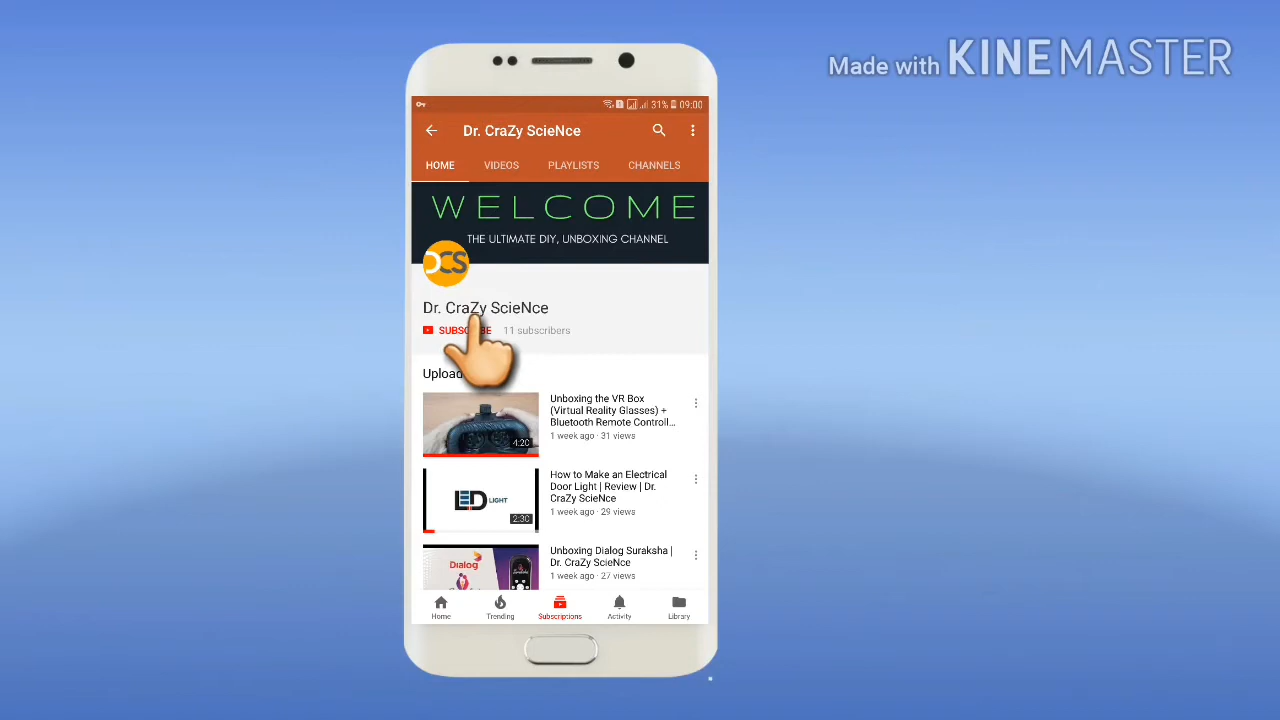 Made with KINEMASTER
31% 09:00
Dr. CraZy ScieNce
HOME VIDEOS PLAYLISTS CHANNELS
WELCOME
THE ULTIMATE DIY, UNBOXING CHANNEL
DCS
Dr. CraZy ScieNce
SUBSCRIBE 11 subscribers
Upload
Unboxing the VR Box
(Virtual Reality Glasses) +
Bluetooth Remote Controll...
1 week ago · 31 views
4:20
How to Make an Electrical
Door Light | Review | Dr.
CraZy ScieNce
1 week ago · 29 views
LED LIGHT
2:30
Unboxing Dialog Suraksha |
Dr. CraZy ScieNce
1 week ago · 27 views
Dialog
Home Trending Subscriptions Activity Library